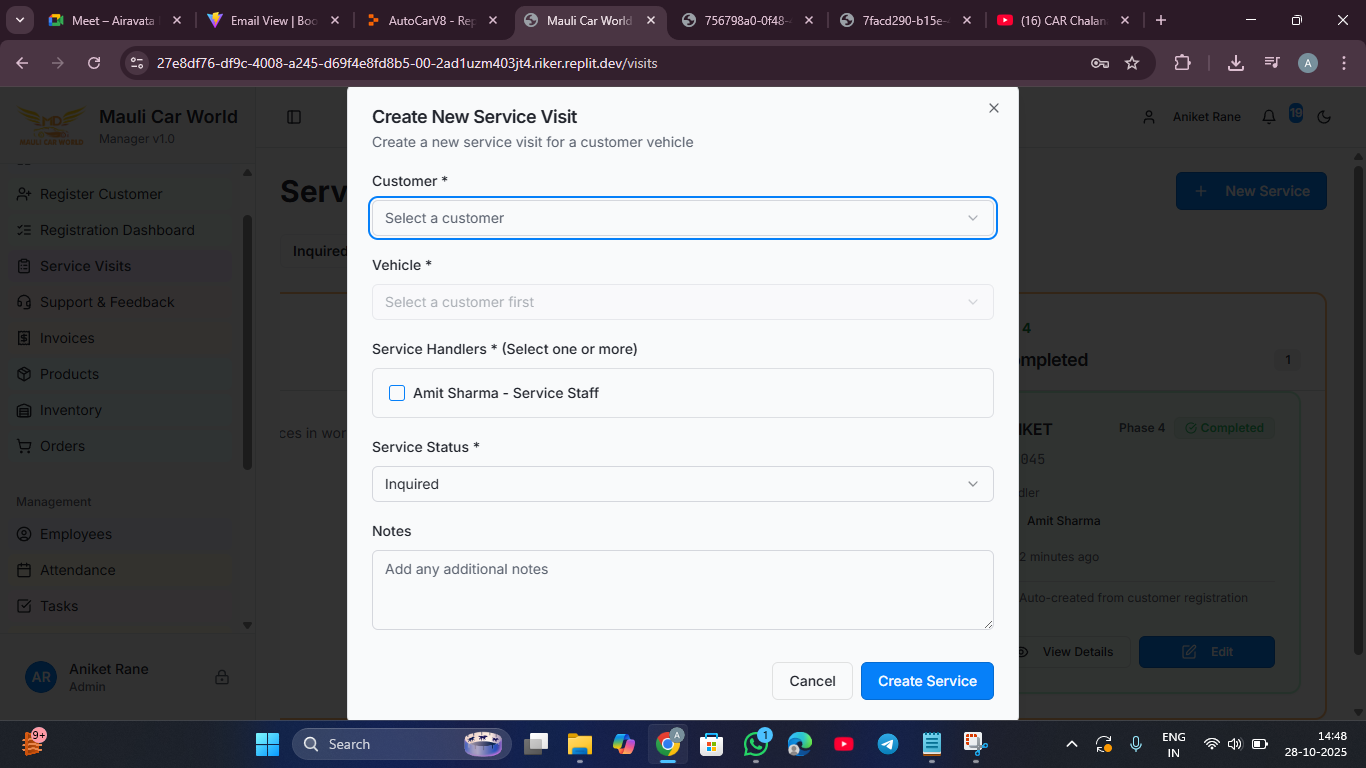 Meet – Airavata
Email View | Boo
AutoCarV8 - Rep
Mauli Car World
756798a0-0f48-
7facd290-b15e-
(16) CAR Chalan
27e8df76-df9c-4008-a245-d69f4e8fd8b5-00-2ad1uzm403jt4.riker.replit.dev/visits
A
MAULI CAR WORLD
Mauli Car World
Manager v1.0
Register Customer
Registration Dashboard
Service Visits
Support & Feedback
Invoices
Products
Inventory
Orders
Management
Employees
Attendance
Tasks
AR
Aniket Rane
Admin
Aniket Rane
19
Serv
New Service
Inquired
ces in wor
Create New Service Visit
Create a new service visit for a customer vehicle
Customer *
Select a customer
Vehicle *
Select a customer first
Service Handlers * (Select one or more)
Amit Sharma - Service Staff
Service Status *
Inquired
Notes
Add any additional notes
Cancel
Create Service
4
ompleted
1
IKET
Phase 4
Completed
045
dler
Amit Sharma
2 minutes ago
Auto-created from customer registration
View Details
Edit
9+
Search
A
1
ENG
IN
14:48
28-10-2025